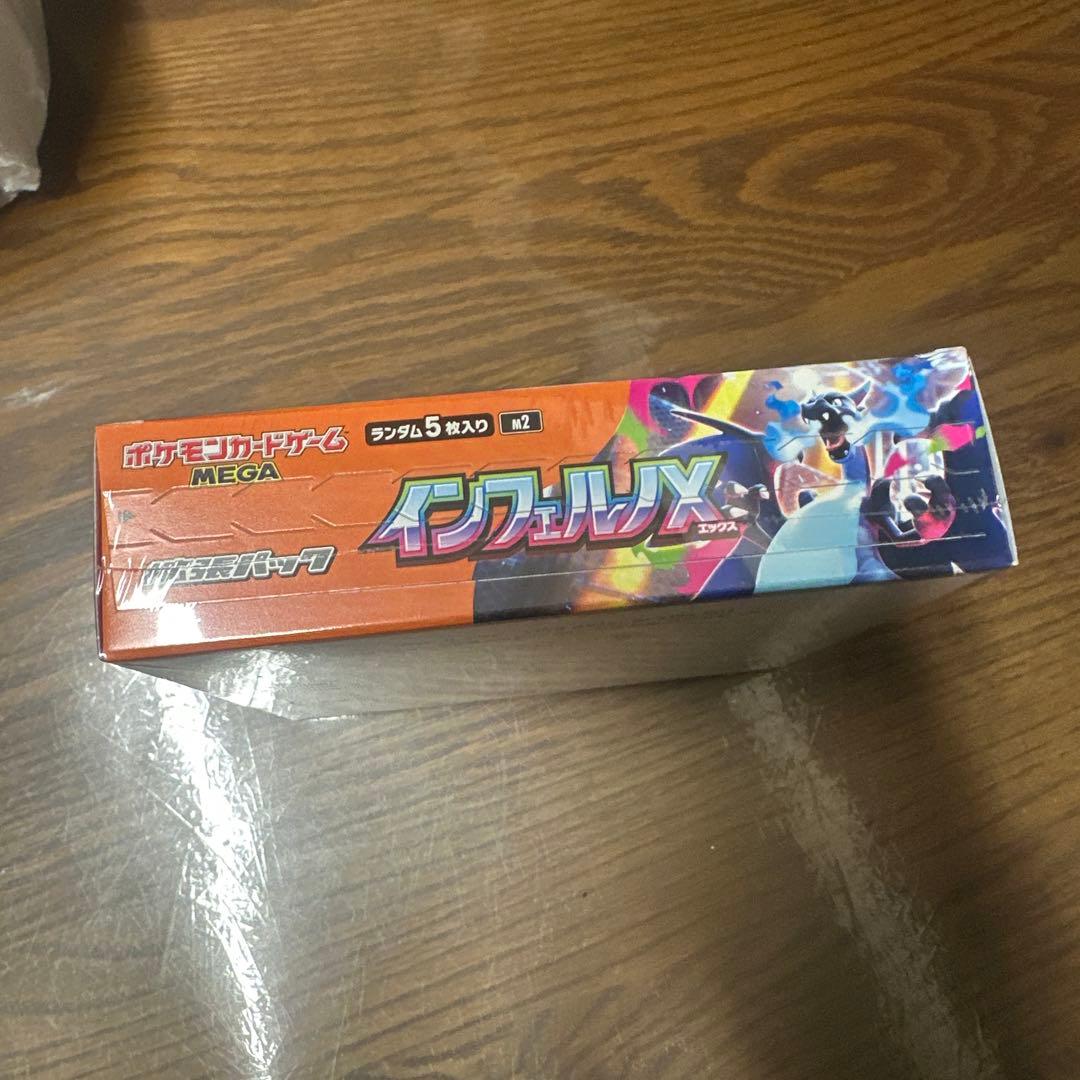 ポケモンカードゲーム
MEGA
ランダム5枚入り M2
拡張パック
インフェルノX
エックス